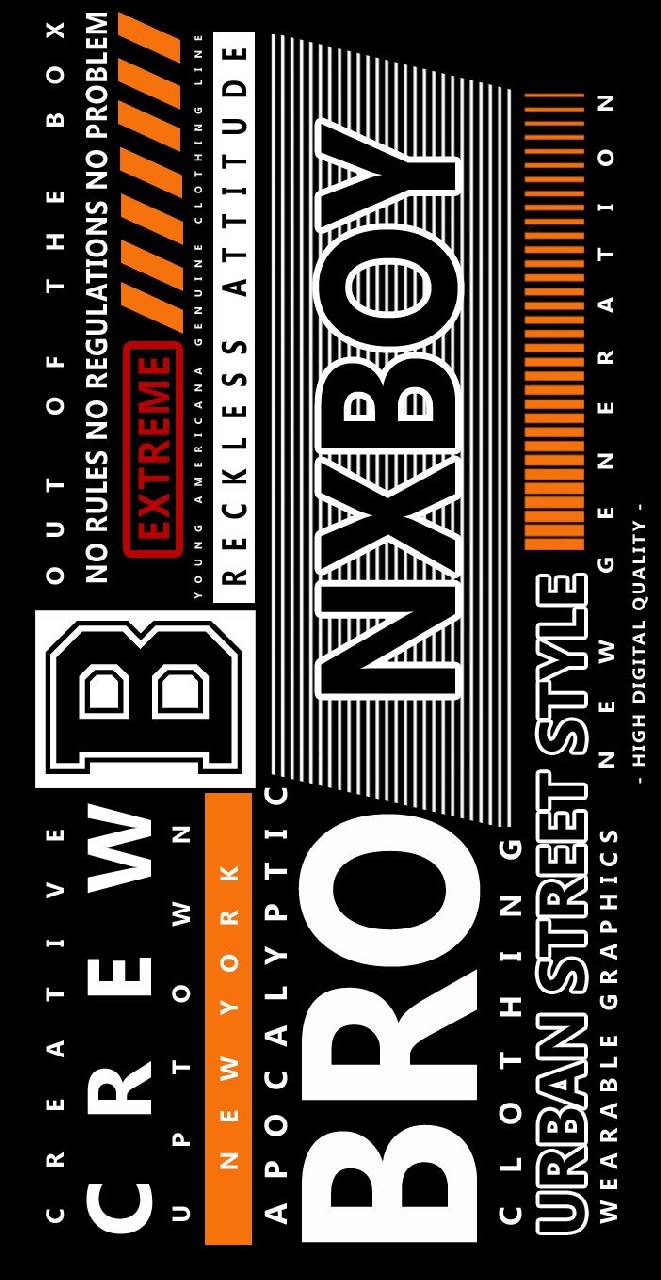 CREATIVE
CREW
UPTOWN
NEW YORK
B
OUT OF THE BOX
NO RULES NO REGULATIONS NO PROBLEM
EXTREME
YOUNG AMERICANA GENUINE CLOTHING LINE
RECKLESS ATTITUDE
APOCALYPTIC
BRO
NXBOY
CLOTHING
URBAN STREET STYLE
WEARABLE GRAPHICS
NEW GENERATION
- HIGH DIGITAL QUALITY -